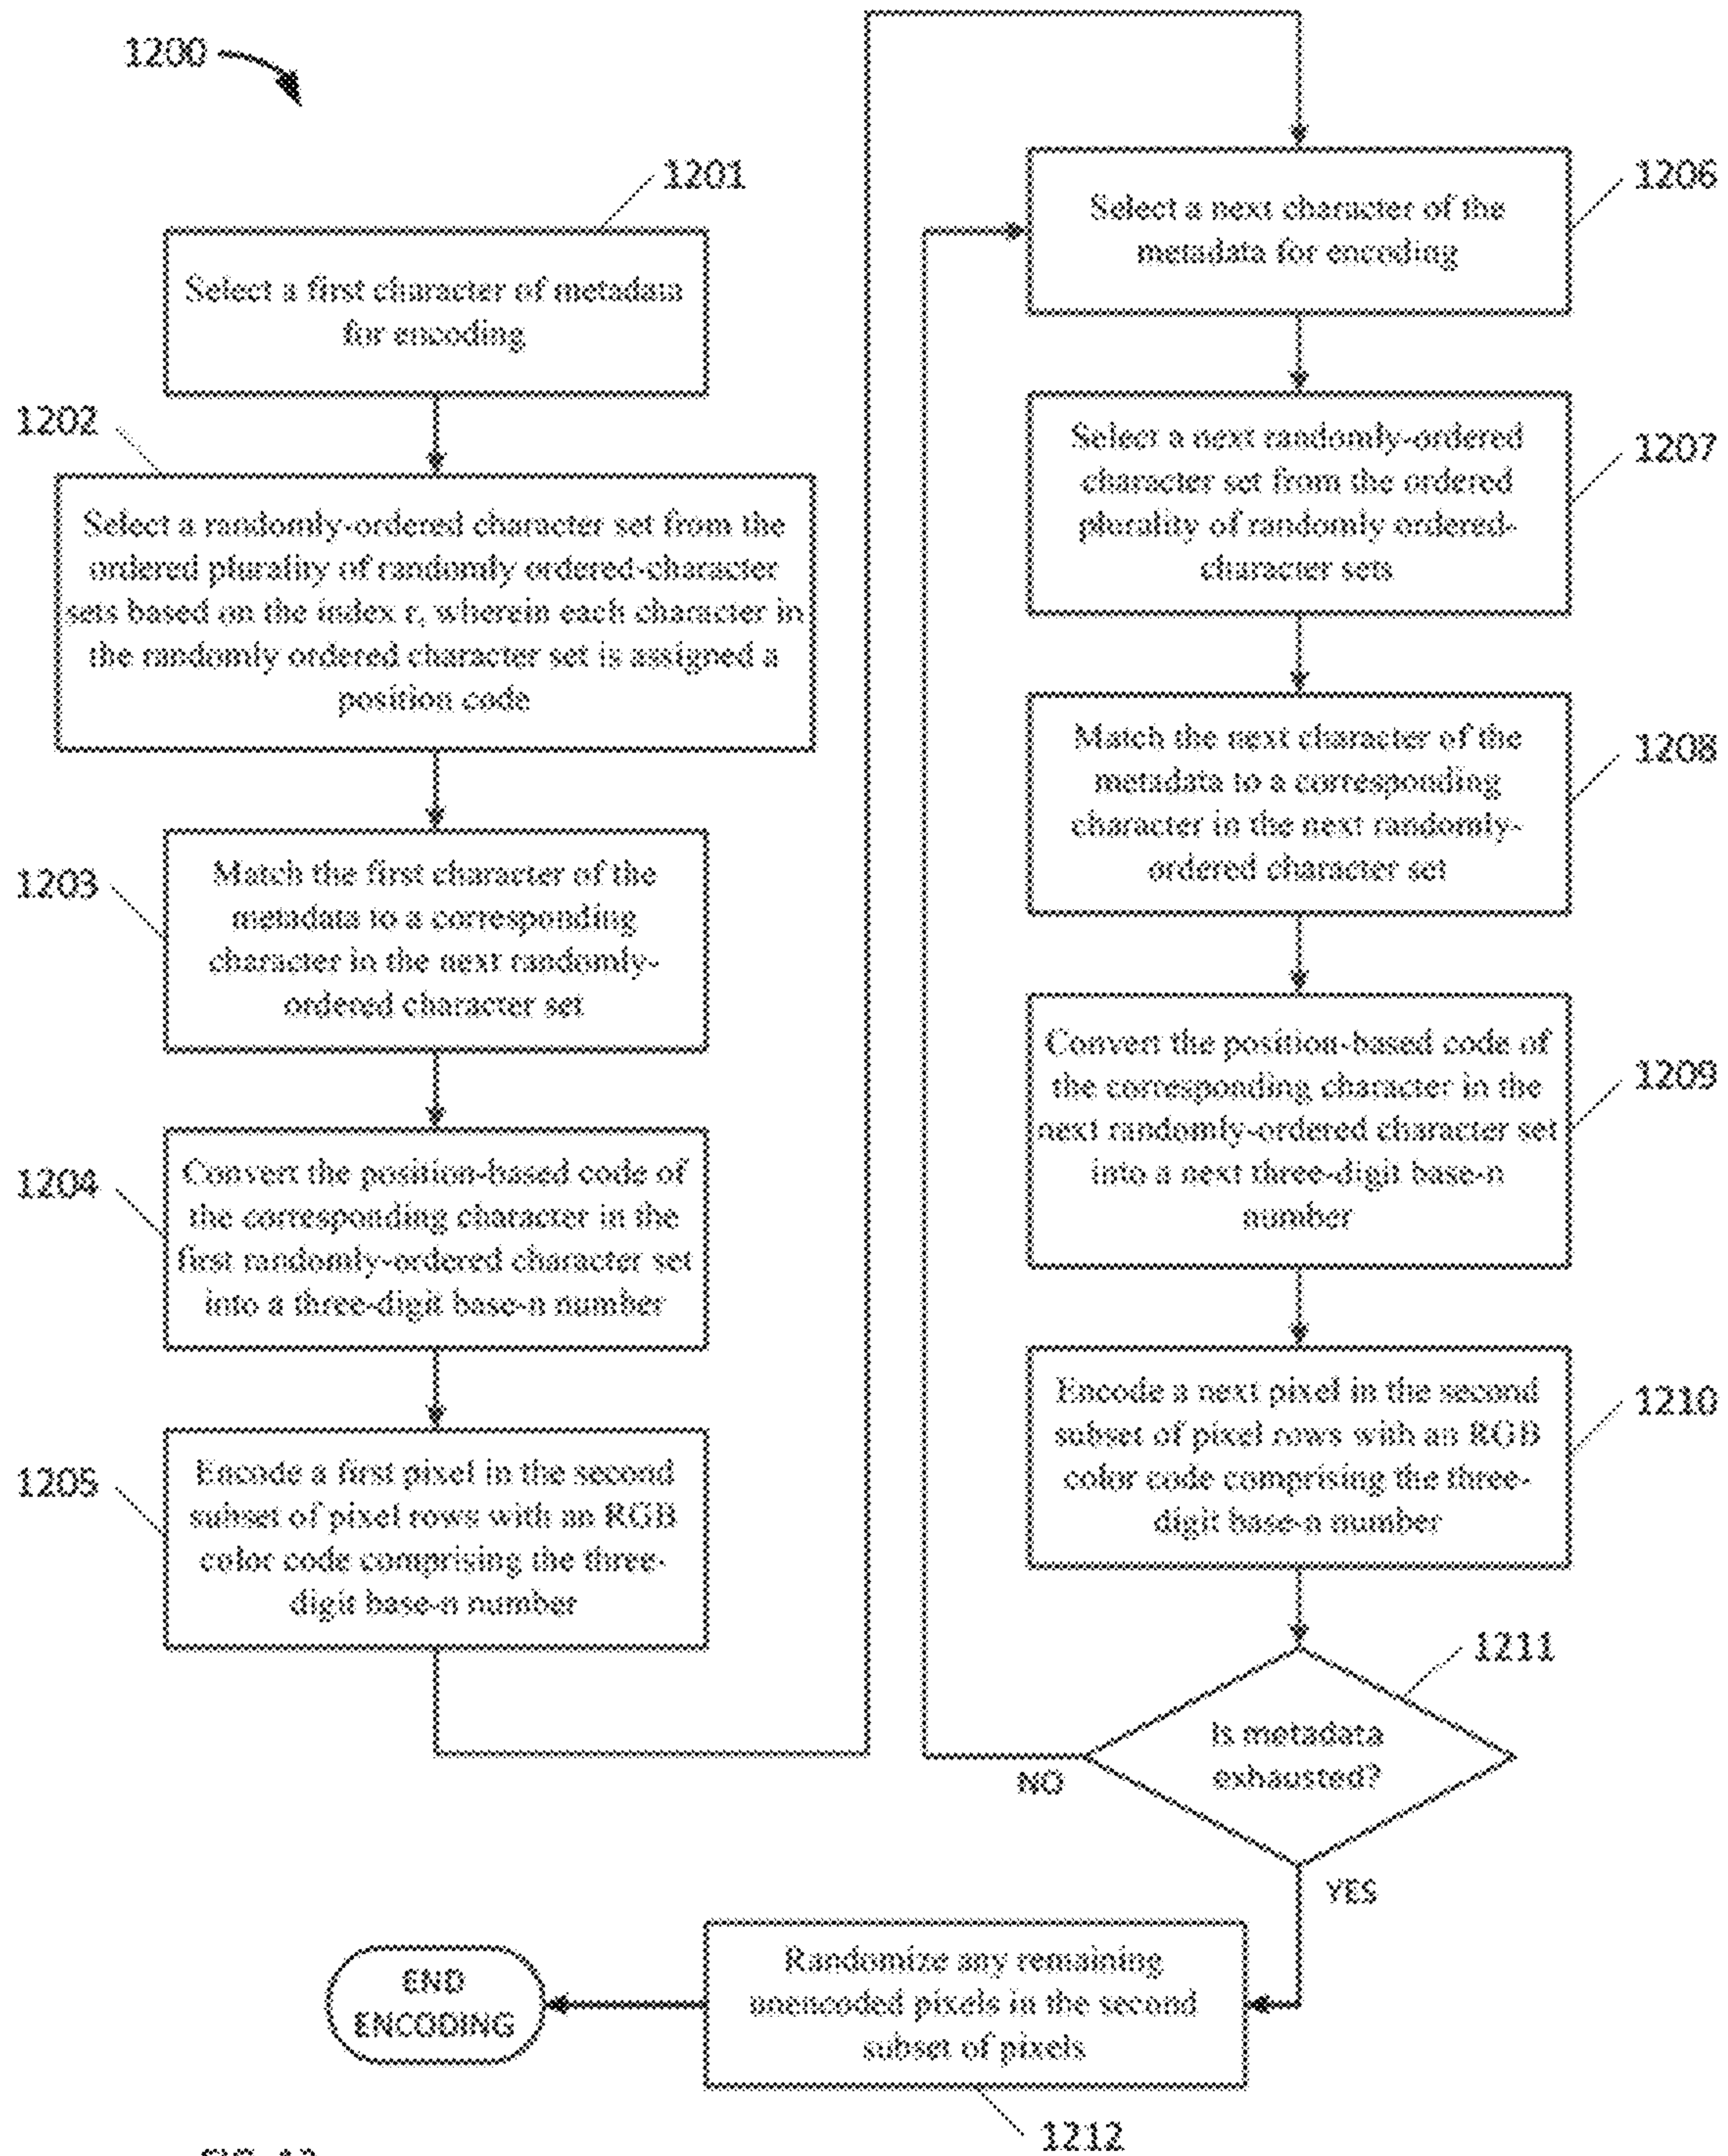 1200
1201
Select a first character of metadata
for encoding
1202
Select a randomly-ordered character set from the
ordered plurality of randomly ordered-character
sets based on the index r, wherein each character in
the randomly ordered character set is assigned a
position code
1203
Match the first character of the
metadata to a corresponding
character in the next randomly-
ordered character set
1204
Convert the position-based code of
the corresponding character in the
first randomly-ordered character set
into a three-digit base-n number
1205
Encode a first pixel in the second
subset of pixel rows with an RGB
color code comprising the three-
digit base-n number
1206
Select a next character of the
metadata for encoding
1207
Select a next randomly-ordered
character set from the ordered
plurality of randomly ordered-
character sets
1208
Match the next character of the
metadata to a corresponding
character in the next randomly-
ordered character set
1209
Convert the position-based code of
the corresponding character in the
next randomly-ordered character set
into a next three-digit base-n
number
1210
Encode a next pixel in the second
subset of pixel rows with an RGB
color code comprising the three-
digit base-n number
1211
Is metadata
exhausted?
NO
YES
Randomize any remaining
unencoded pixels in the second
subset of pixels
1212
END
ENCODING